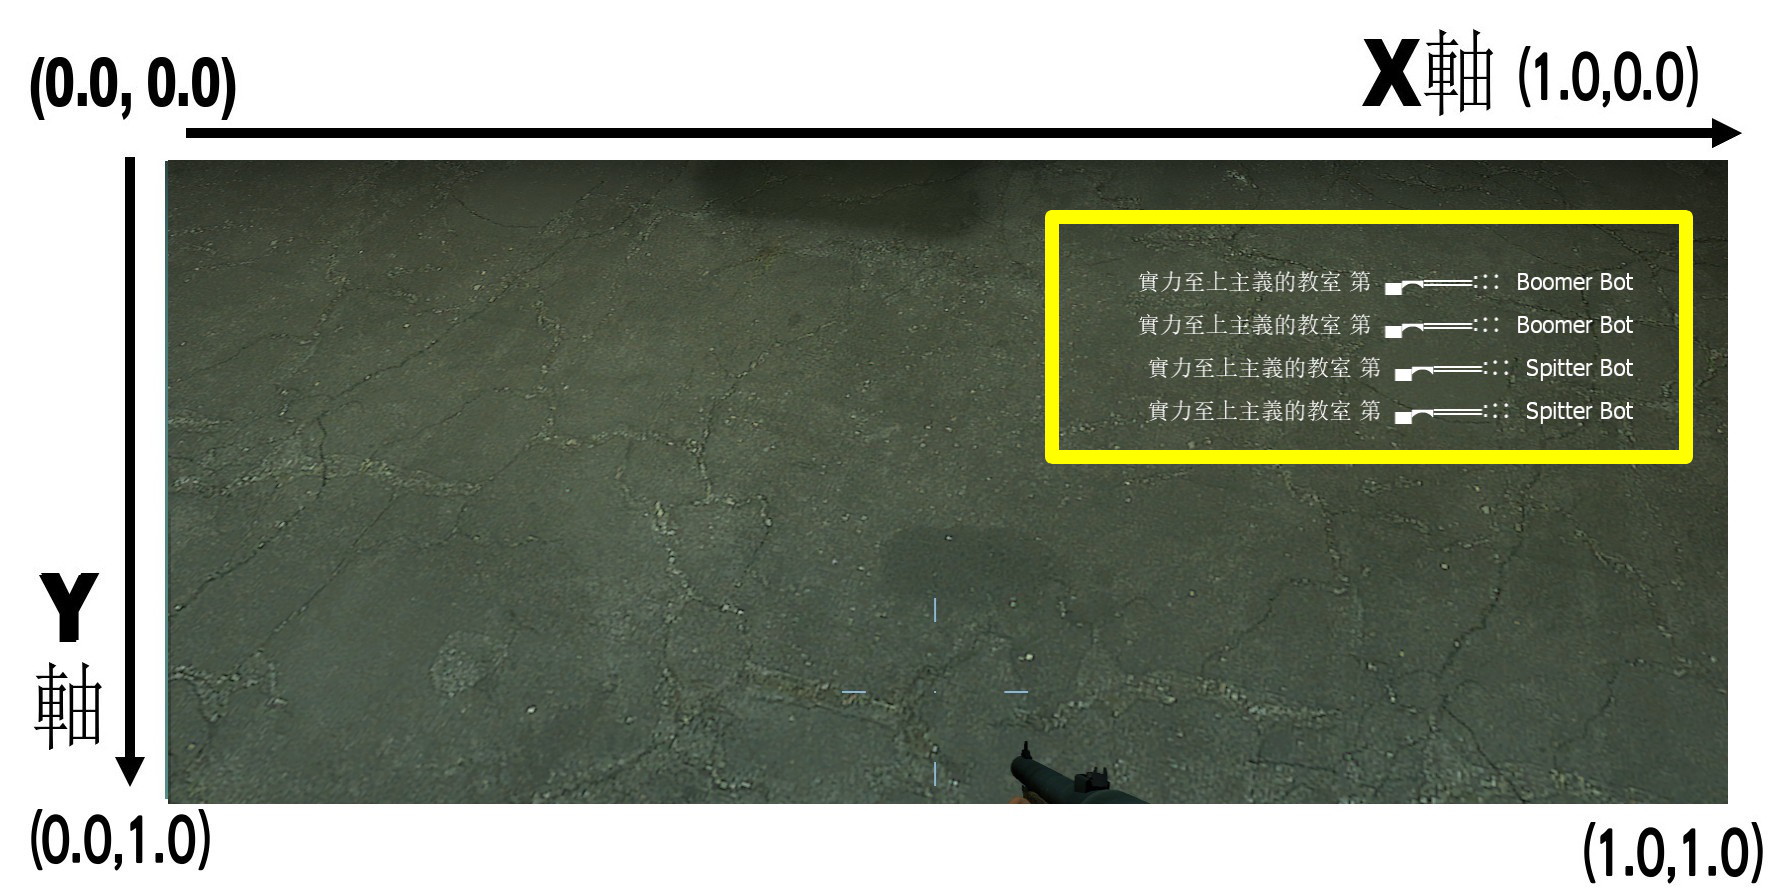 (0.0, 0.0)
X軸 (1.0,0.0)
實力至上主義的教室 第 Boomer Bot
實力至上主義的教室 第 Boomer Bot
實力至上主義的教室 第 Spitter Bot
實力至上主義的教室 第 Spitter Bot
Y
軸
(0.0,1.0)
(1.0,1.0)